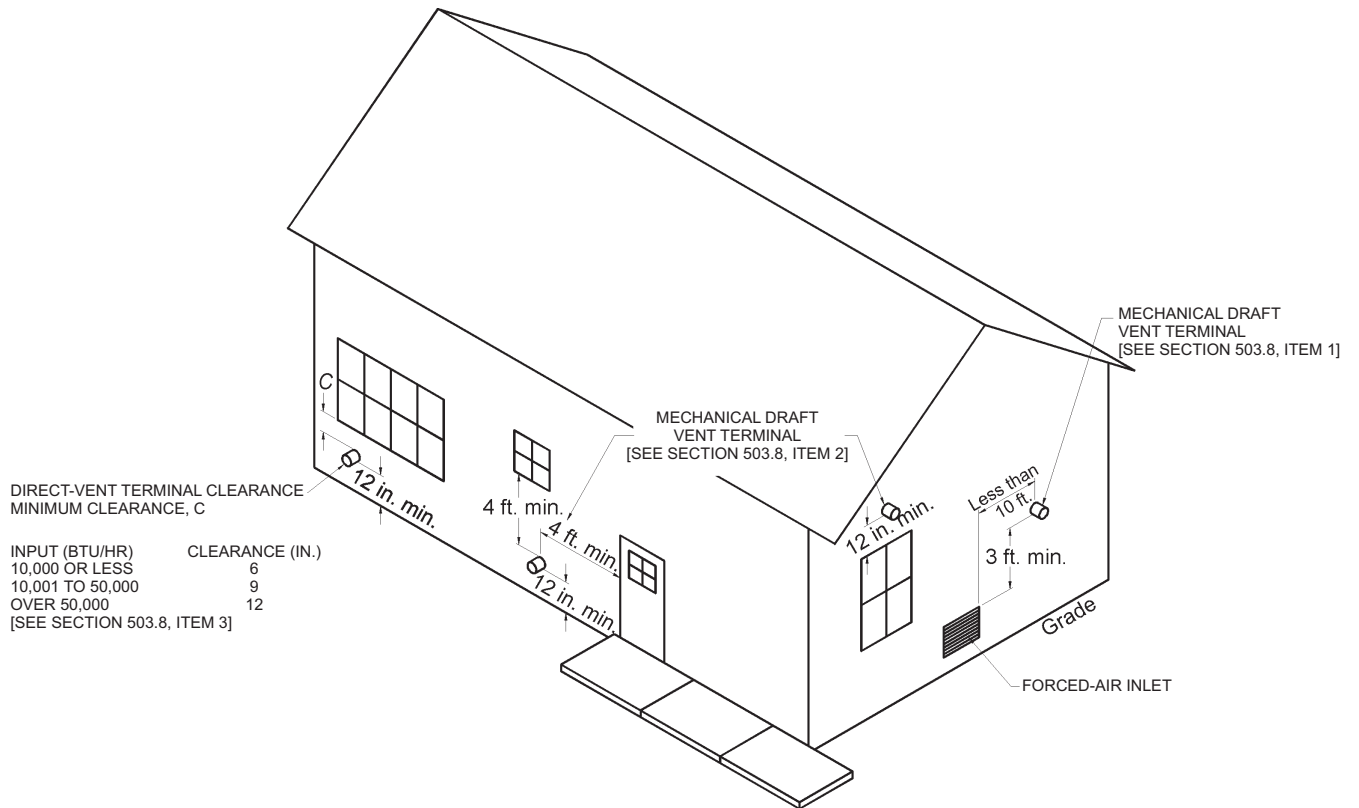 MECHANICAL DRAFT
VENT TERMINAL
[SEE SECTION 503.8, ITEM 1]
C
MECHANICAL DRAFT
VENT TERMINAL
[SEE SECTION 503.8, ITEM 2]
DIRECT-VENT TERMINAL CLEARANCE
MINIMUM CLEARANCE, C
12 in. min.
INPUT (BTU/HR) CLEARANCE (IN.)
10,000 OR LESS 6
10,001 TO 50,000 9
OVER 50,000 12
[SEE SECTION 503.8, ITEM 3]
4 ft. min.
4 ft. min.
12 in. min.
12 in. min.
Less than
10 ft.
3 ft. min.
Grade
FORCED-AIR INLET